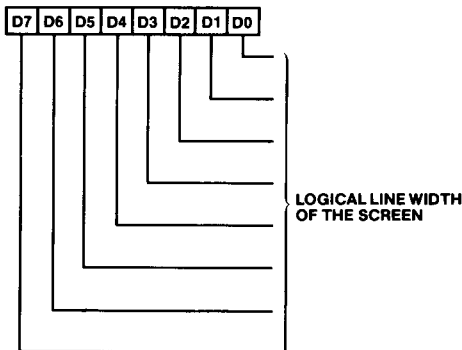 D7 D6 D5 D4 D3 D2 D1 D0
LOGICAL LINE WIDTH
OF THE SCREEN